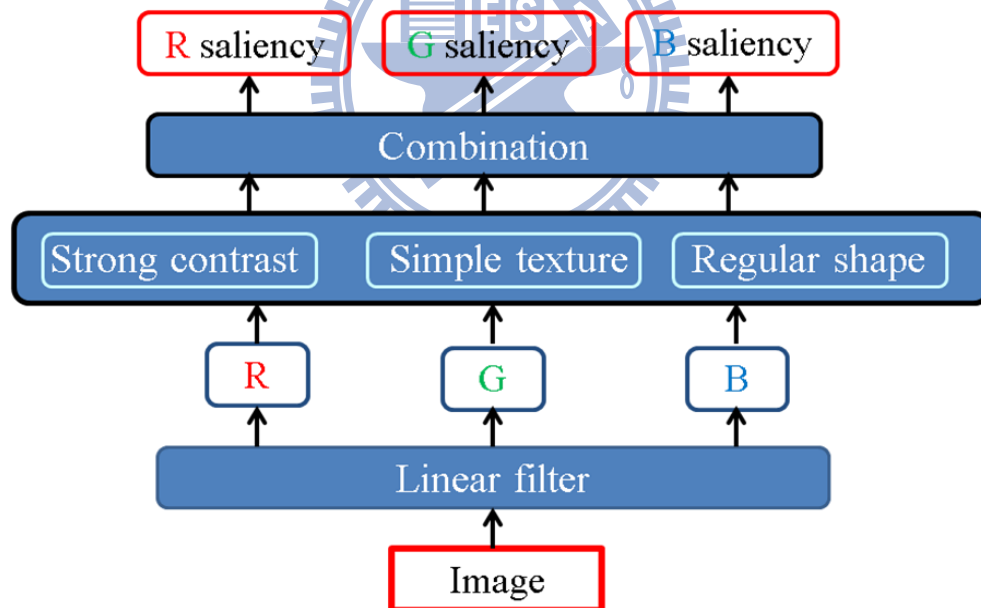 R saliency G saliency B saliency
Combination
Strong contrast Simple texture Regular shape
R G B
Linear filter
Image